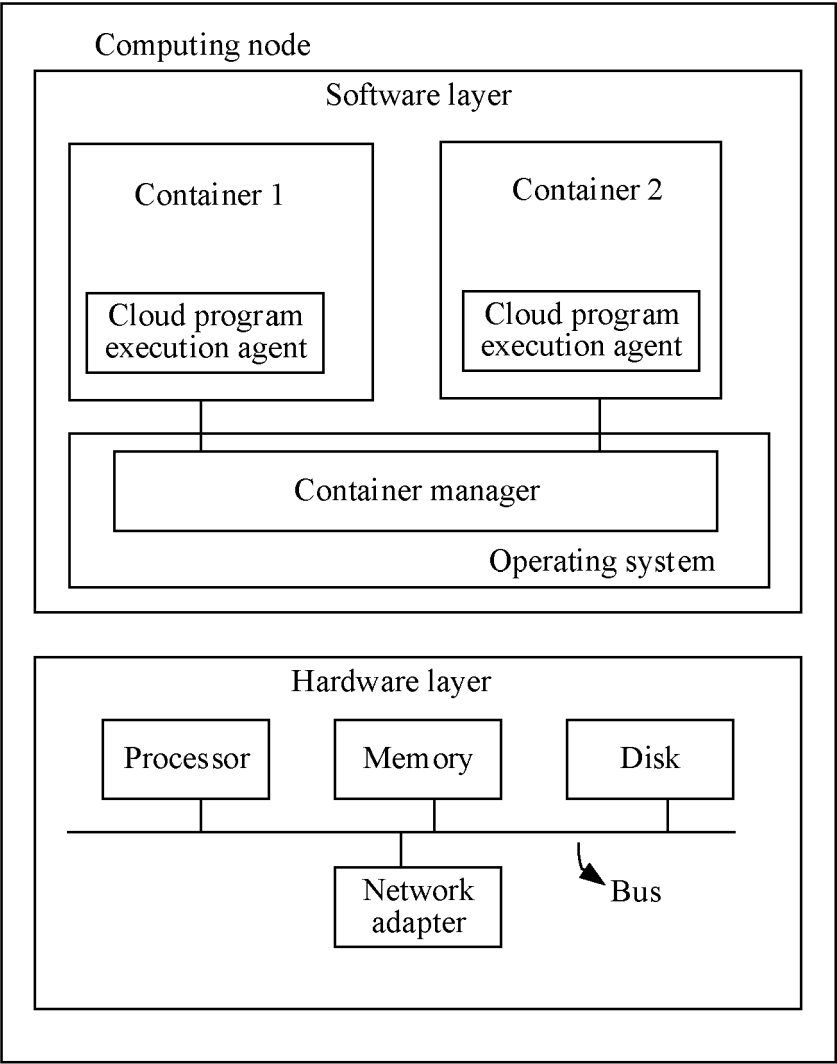 Computing node
Software layer
Container 1
Container 2
Cloud program
execution agent
Cloud program
execution agent
Container manager
Operating system
Hardware layer
Processor
Memory
Disk
Network
adapter
Bus